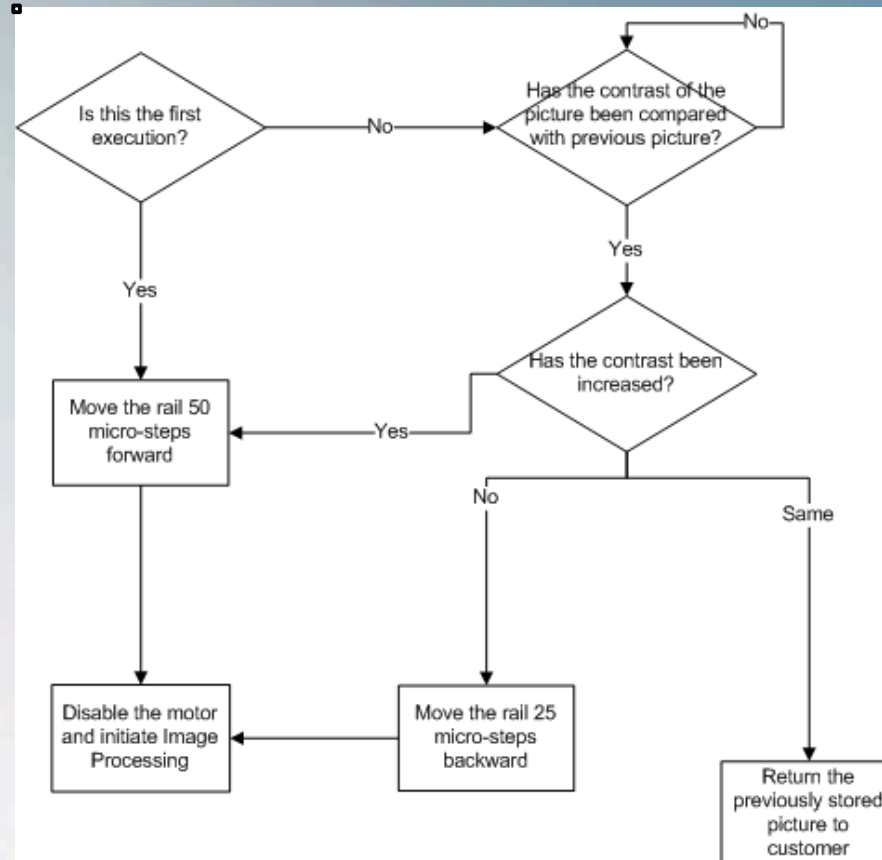 No
Is this the first
execution?
No
Has the contrast of the
picture been compared
with previous picture?
Yes
Yes
Has the contrast been
increased?
Move the rail 50
micro-steps
forward
Yes
No
Same
Disable the motor
and initiate Image
Processing
Move the rail 25
micro-steps
backward
Return the
previously stored
picture to
customer